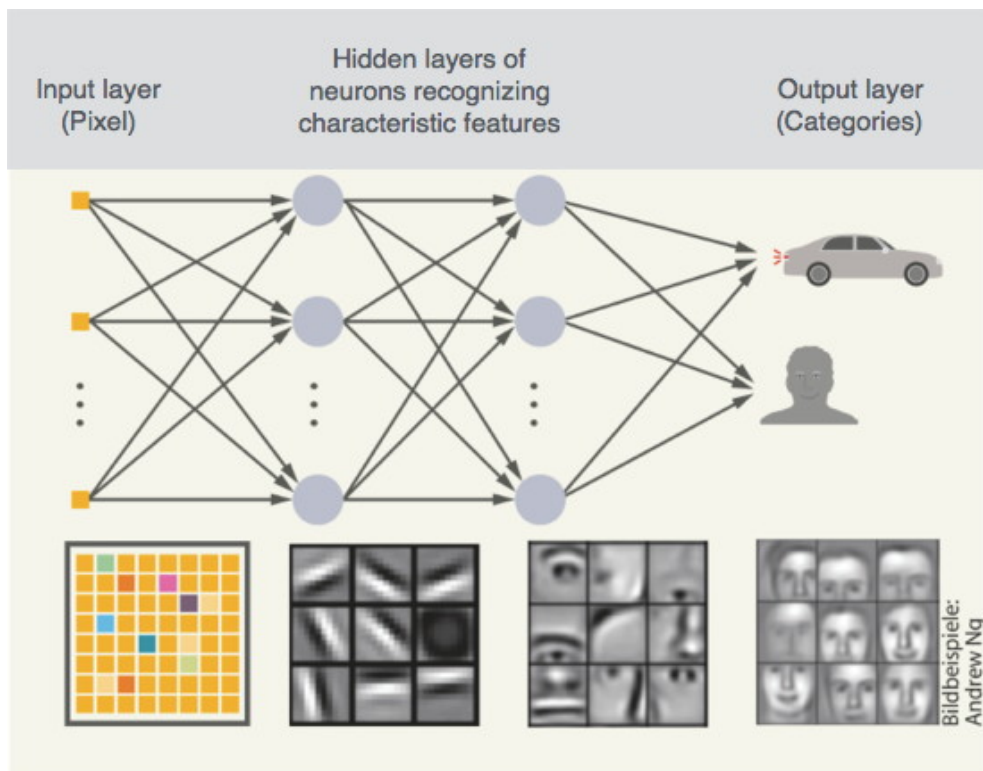 Input layer
(Pixel)
Hidden layers of
neurons recognizing
characteristic features
Output layer
(Categories)
Bildbeispiele:
Andrew Ng